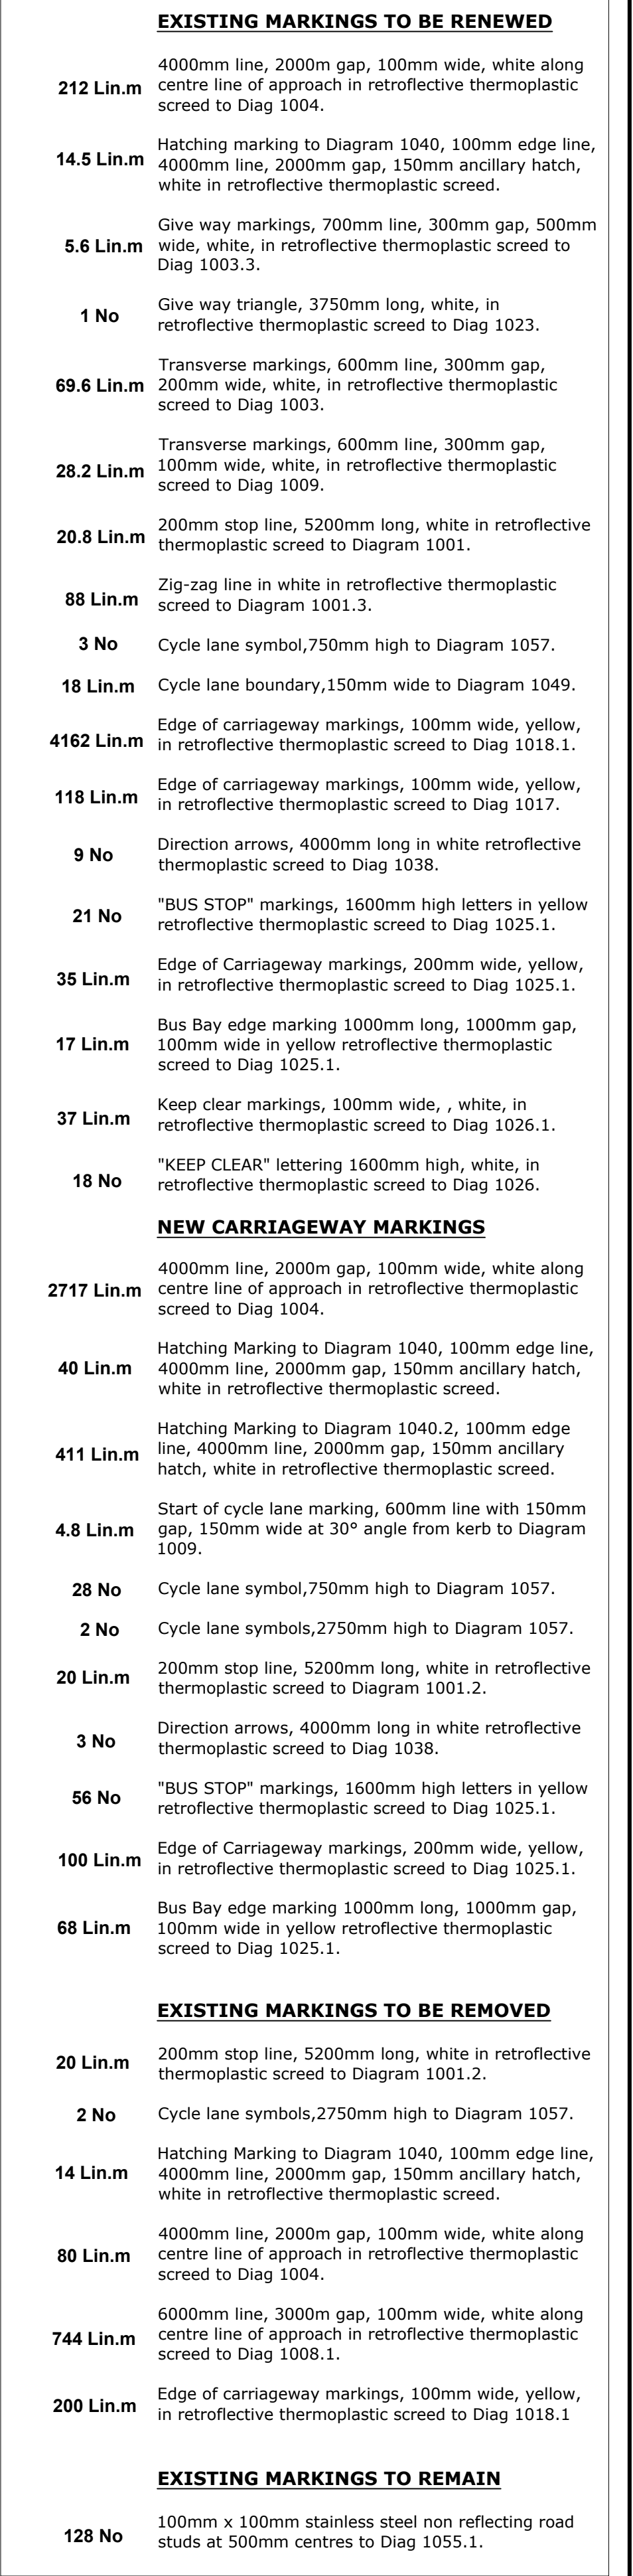 EXISTING MARKINGS TO BE RENEWED
4000mm line, 2000m gap, 100mm wide, white along
212 Lin.m centre line of approach in retroflective thermoplastic
screed to Diag 1004.
Hatching marking to Diagram 1040, 100mm edge line,
14.5 Lin.m 4000mm line, 2000mm gap, 150mm ancillary hatch,
white in retroflective thermoplastic screed.
Give way markings, 700mm line, 300mm gap, 500mm
5.6 Lin.m wide, white, in retroflective thermoplastic screed to
Diag 1003.3.
1 No Give way triangle, 3750mm long, white, in
retroflective thermoplastic screed to Diag 1023.
Transverse markings, 600mm line, 300mm gap,
69.6 Lin.m 200mm wide, white, in retroflective thermoplastic
screed to Diag 1003.
Transverse markings, 600mm line, 300mm gap,
28.2 Lin.m 100mm wide, white, in retroflective thermoplastic
screed to Diag 1009.
20.8 Lin.m 200mm stop line, 5200mm long, white in retroflective
thermoplastic screed to Diagram 1001.
88 Lin.m Zig-zag line in white in retroflective thermoplastic
screed to Diagram 1001.3.
3 No Cycle lane symbol,750mm high to Diagram 1057.
18 Lin.m Cycle lane boundary,150mm wide to Diagram 1049.
4162 Lin.m Edge of carriageway markings, 100mm wide, yellow,
in retroflective thermoplastic screed to Diag 1018.1.
118 Lin.m Edge of carriageway markings, 100mm wide, yellow,
in retroflective thermoplastic screed to Diag 1017.
9 No Direction arrows, 4000mm long in white retroflective
thermoplastic screed to Diag 1038.
21 No "BUS STOP" markings, 1600mm high letters in yellow
retroflective thermoplastic screed to Diag 1025.1.
35 Lin.m Edge of Carriageway markings, 200mm wide, yellow,
in retroflective thermoplastic screed to Diag 1025.1.
Bus Bay edge marking 1000mm long, 1000mm gap,
17 Lin.m 100mm wide in yellow retroflective thermoplastic
screed to Diag 1025.1.
37 Lin.m Keep clear markings, 100mm wide, , white, in
retroflective thermoplastic screed to Diag 1026.1.
18 No "KEEP CLEAR" lettering 1600mm high, white, in
retroflective thermoplastic screed to Diag 1026.
NEW CARRIAGEWAY MARKINGS
4000mm line, 2000m gap, 100mm wide, white along
2717 Lin.m centre line of approach in retroflective thermoplastic
screed to Diag 1004.
Hatching Marking to Diagram 1040, 100mm edge line,
40 Lin.m 4000mm line, 2000mm gap, 150mm ancillary hatch,
white in retroflective thermoplastic screed.
Hatching Marking to Diagram 1040.2, 100mm edge
411 Lin.m line, 4000mm line, 2000mm gap, 150mm ancillary
hatch, white in retroflective thermoplastic screed.
Start of cycle lane marking, 600mm line with 150mm
4.8 Lin.m gap, 150mm wide at 30° angle from kerb to Diagram
1009.
28 No Cycle lane symbol,750mm high to Diagram 1057.
2 No Cycle lane symbols,2750mm high to Diagram 1057.
20 Lin.m 200mm stop line, 5200mm long, white in retroflective
thermoplastic screed to Diagram 1001.2.
3 No Direction arrows, 4000mm long in white retroflective
thermoplastic screed to Diag 1038.
56 No "BUS STOP" markings, 1600mm high letters in yellow
retroflective thermoplastic screed to Diag 1025.1.
100 Lin.m Edge of Carriageway markings, 200mm wide, yellow,
in retroflective thermoplastic screed to Diag 1025.1.
Bus Bay edge marking 1000mm long, 1000mm gap,
68 Lin.m 100mm wide in yellow retroflective thermoplastic
screed to Diag 1025.1.
EXISTING MARKINGS TO BE REMOVED
20 Lin.m 200mm stop line, 5200mm long, white in retroflective
thermoplastic screed to Diagram 1001.2.
2 No Cycle lane symbols,2750mm high to Diagram 1057.
Hatching Marking to Diagram 1040, 100mm edge line,
14 Lin.m 4000mm line, 2000mm gap, 150mm ancillary hatch,
white in retroflective thermoplastic screed.
4000mm line, 2000m gap, 100mm wide, white along
80 Lin.m centre line of approach in retroflective thermoplastic
screed to Diag 1004.
6000mm line, 3000m gap, 100mm wide, white along
744 Lin.m centre line of approach in retroflective thermoplastic
screed to Diag 1008.1.
200 Lin.m Edge of carriageway markings, 100mm wide, yellow,
in retroflective thermoplastic screed to Diag 1018.1
EXISTING MARKINGS TO REMAIN
128 No 100mm x 100mm stainless steel non reflecting road
studs at 500mm centres to Diag 1055.1.